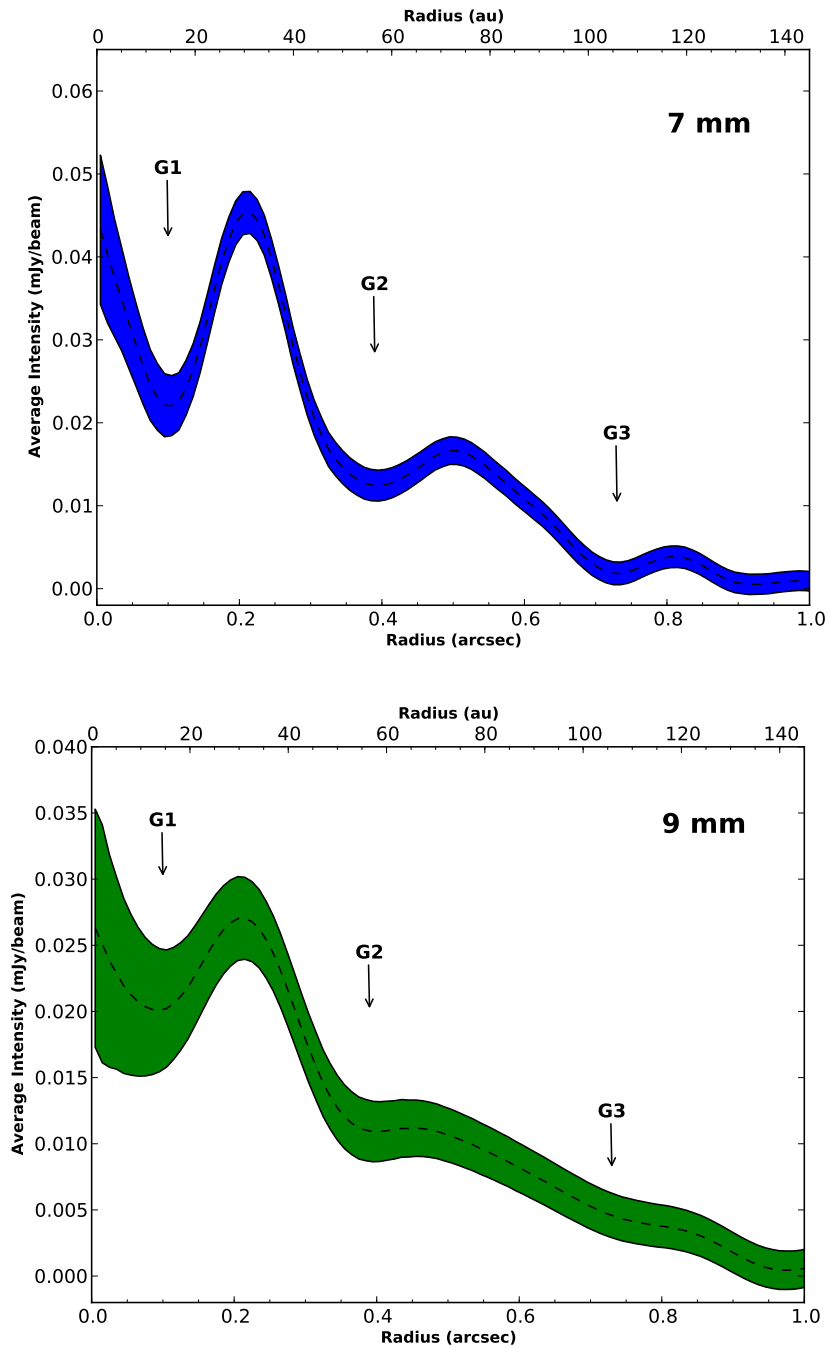 Radius (au)
0 20 40 60 80 100 120 140
0.06
7 mm
G1
0.05
0.04
G2
0.03
0.02
G3
0.01
0.00
Average Intensity (mJy/beam)
0.0 0.2 0.4 0.6 0.8 1.0
Radius (arcsec)
Radius (au)
0 20 40 60 80 100 120 140
0.040
0.035
G1
9 mm
0.030
0.025
G2
0.020
0.015
G3
0.010
0.005
0.000
Average Intensity (mJy/beam)
0.0 0.2 0.4 0.6 0.8 1.0
Radius (arcsec)